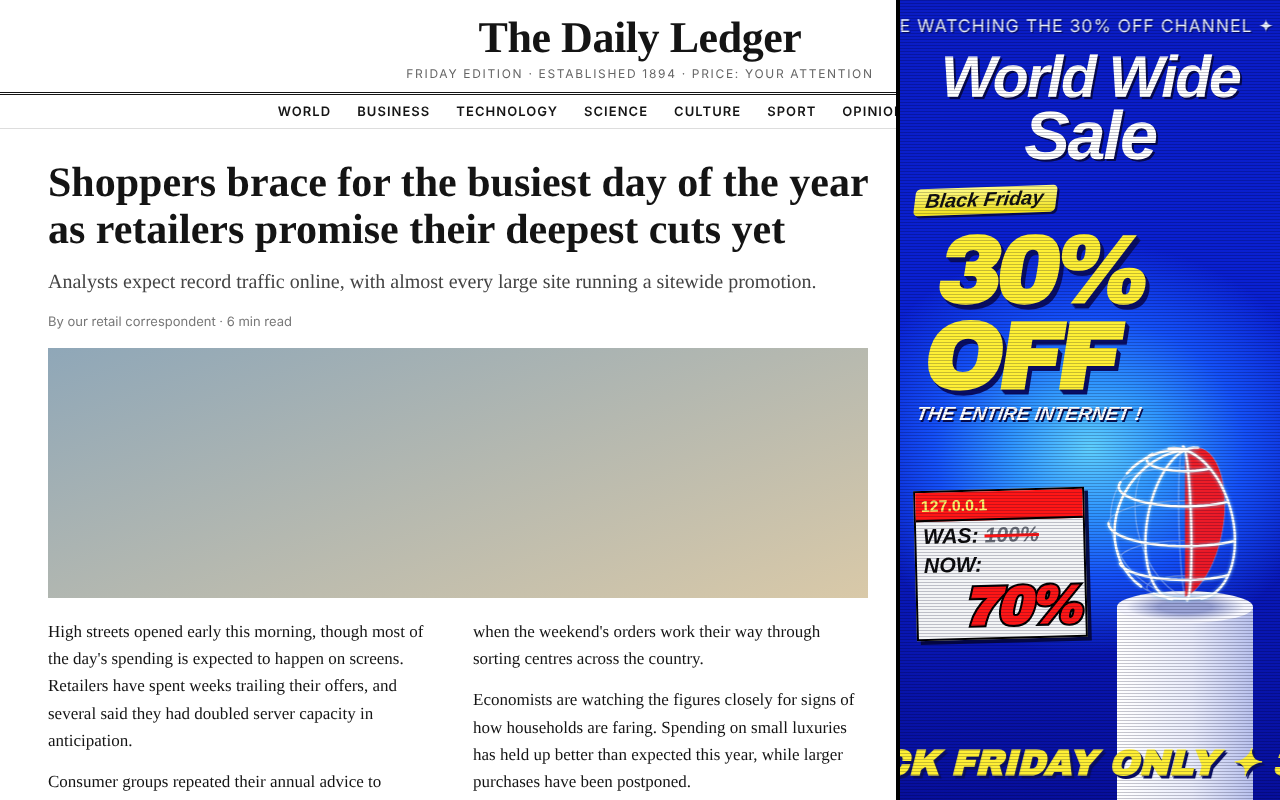 The Daily Ledger
FRIDAY EDITION · ESTABLISHED 1894 · PRICE: YOUR ATTENTION
WORLD BUSINESS TECHNOLOGY SCIENCE CULTURE SPORT
Shoppers brace for the busiest day of the year
as retailers promise their deepest cuts yet
Analysts expect record traffic online, with almost every large site running a sitewide promotion.
By our retail correspondent · 6 min read
High streets opened early this morning, though most of
the day's spending is expected to happen on screens.
Retailers have spent weeks trailing their offers, and
several said they had doubled server capacity in
anticipation.
Consumer groups repeated their annual advice to
when the weekend's orders work their way through
sorting centres across the country.
Economists are watching the figures closely for signs of
how households are faring. Spending on small luxuries
has held up better than expected this year, while larger
purchases have been postponed.
WATCHING THE 30% OFF CHANNEL ✦
World Wide
Sale
Black Friday
30%
OFF
THE ENTIRE INTERNET !
127.0.0.1
WAS: 100%
NOW:
70%
FRIDAY ONLY ✦